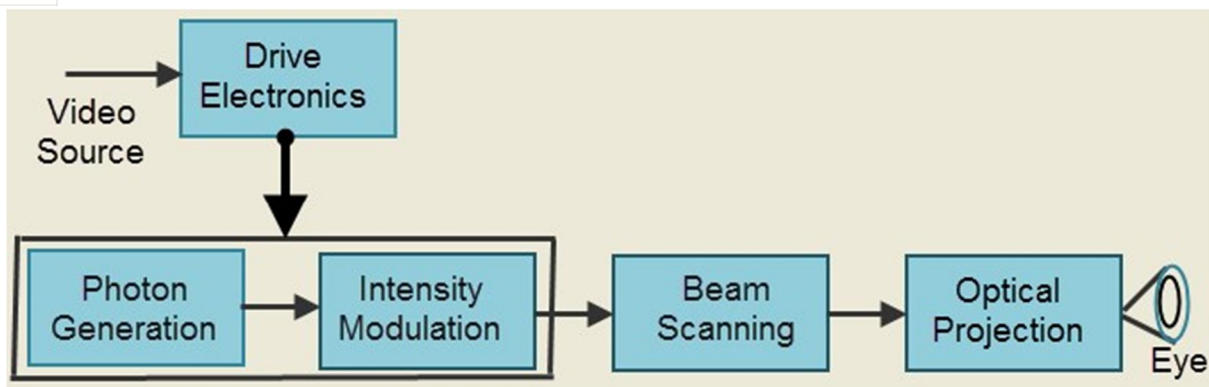 Drive
Electronics
Video
Source
Photon
Generation
Intensity
Modulation
Beam
Scanning
Optical
Projection
Eye